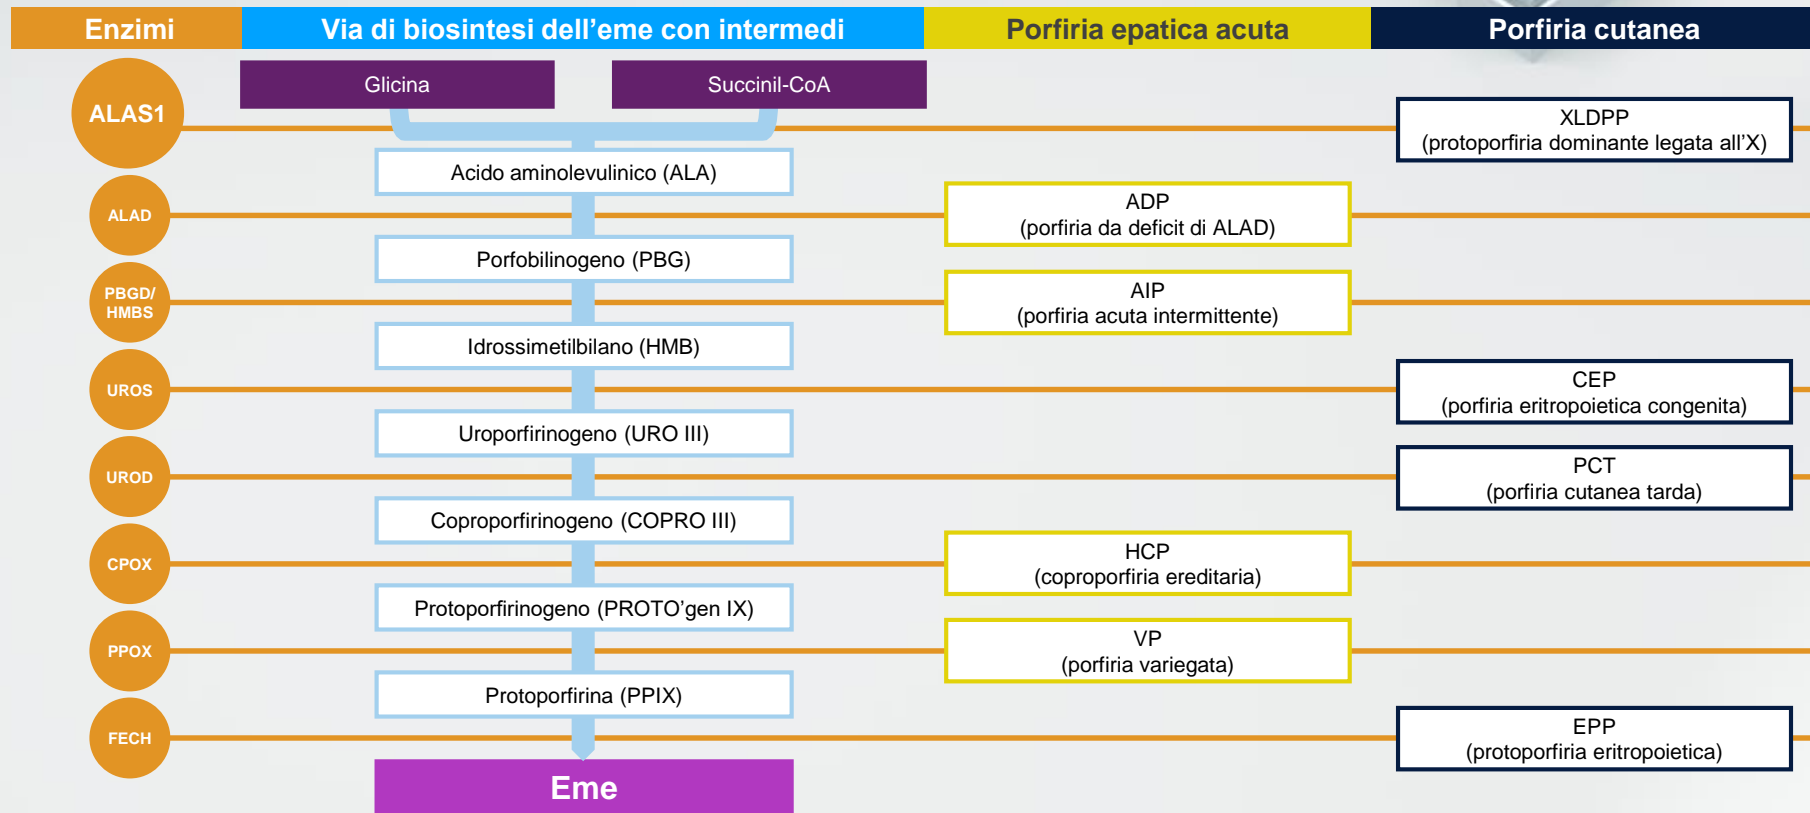 Enzimi
Via di biosintesi dell’eme con intermedi
Porfiria epatica acuta
Porfiria cutanea
Glicina
Succinil-CoA
ALAS1
XLDPP
(protoporfiria dominante legata all’X)
Acido aminolevulinico (ALA)
ALAD
ADP
(porfiria da deficit di ALAD)
Porfobilinogeno (PBG)
PBGD/
HMBS
AIP
(porfiria acuta intermittente)
Idrossimetilbilano (HMB)
UROS
CEP
(porfiria eritropoietica congenita)
Uroporfirinogeno (URO III)
UROD
PCT
(porfiria cutanea tarda)
Coproporfirinogeno (COPRO III)
CPOX
HCP
(coproporfiria ereditaria)
Protoporfirinogeno (PROTO’gen IX)
PPOX
VP
(porfiria variegata)
Protoporfirina (PPIX)
FECH
EPP
(protoporfiria eritropoietica)
Eme